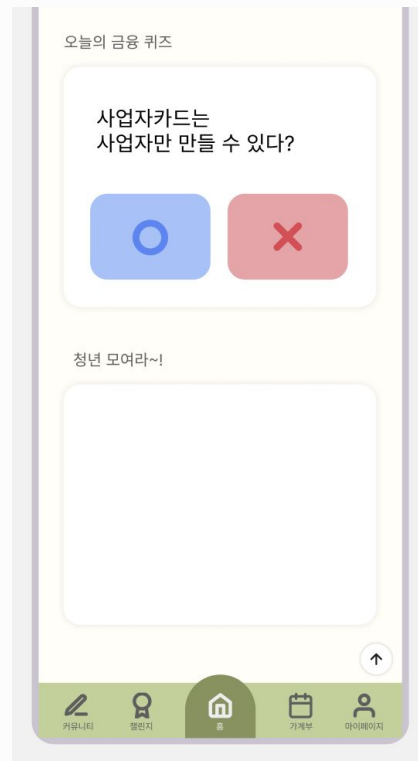 오늘의 금융 퀴즈
사업자카드는
사업자만 만들 수 있다?
청년 모여라~!
커뮤니티
챌린지
홈
가계부
마이페이지